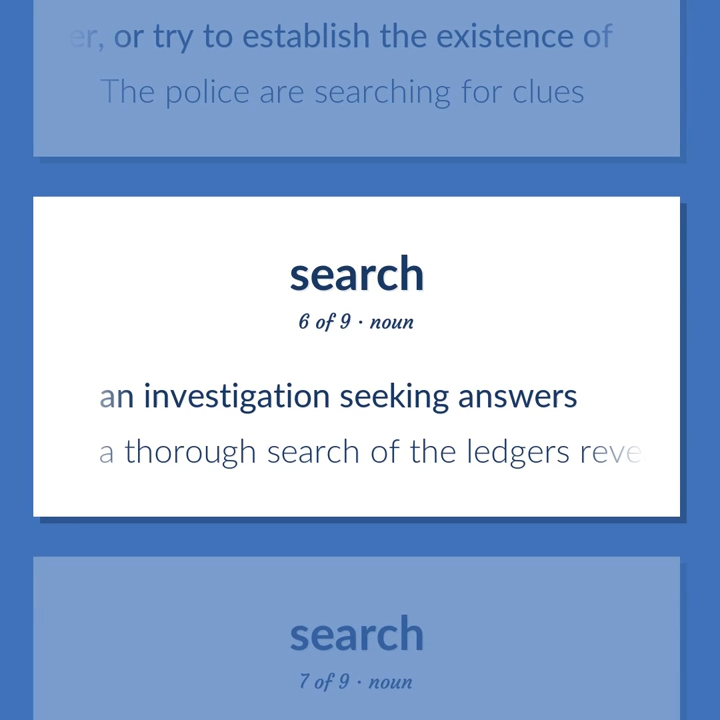 or try to establish the existence of
The police are searching for clues
search
6 of 9 · noun
an investigation seeking answers
a thorough search of the ledgers
search
7 of 9 · noun